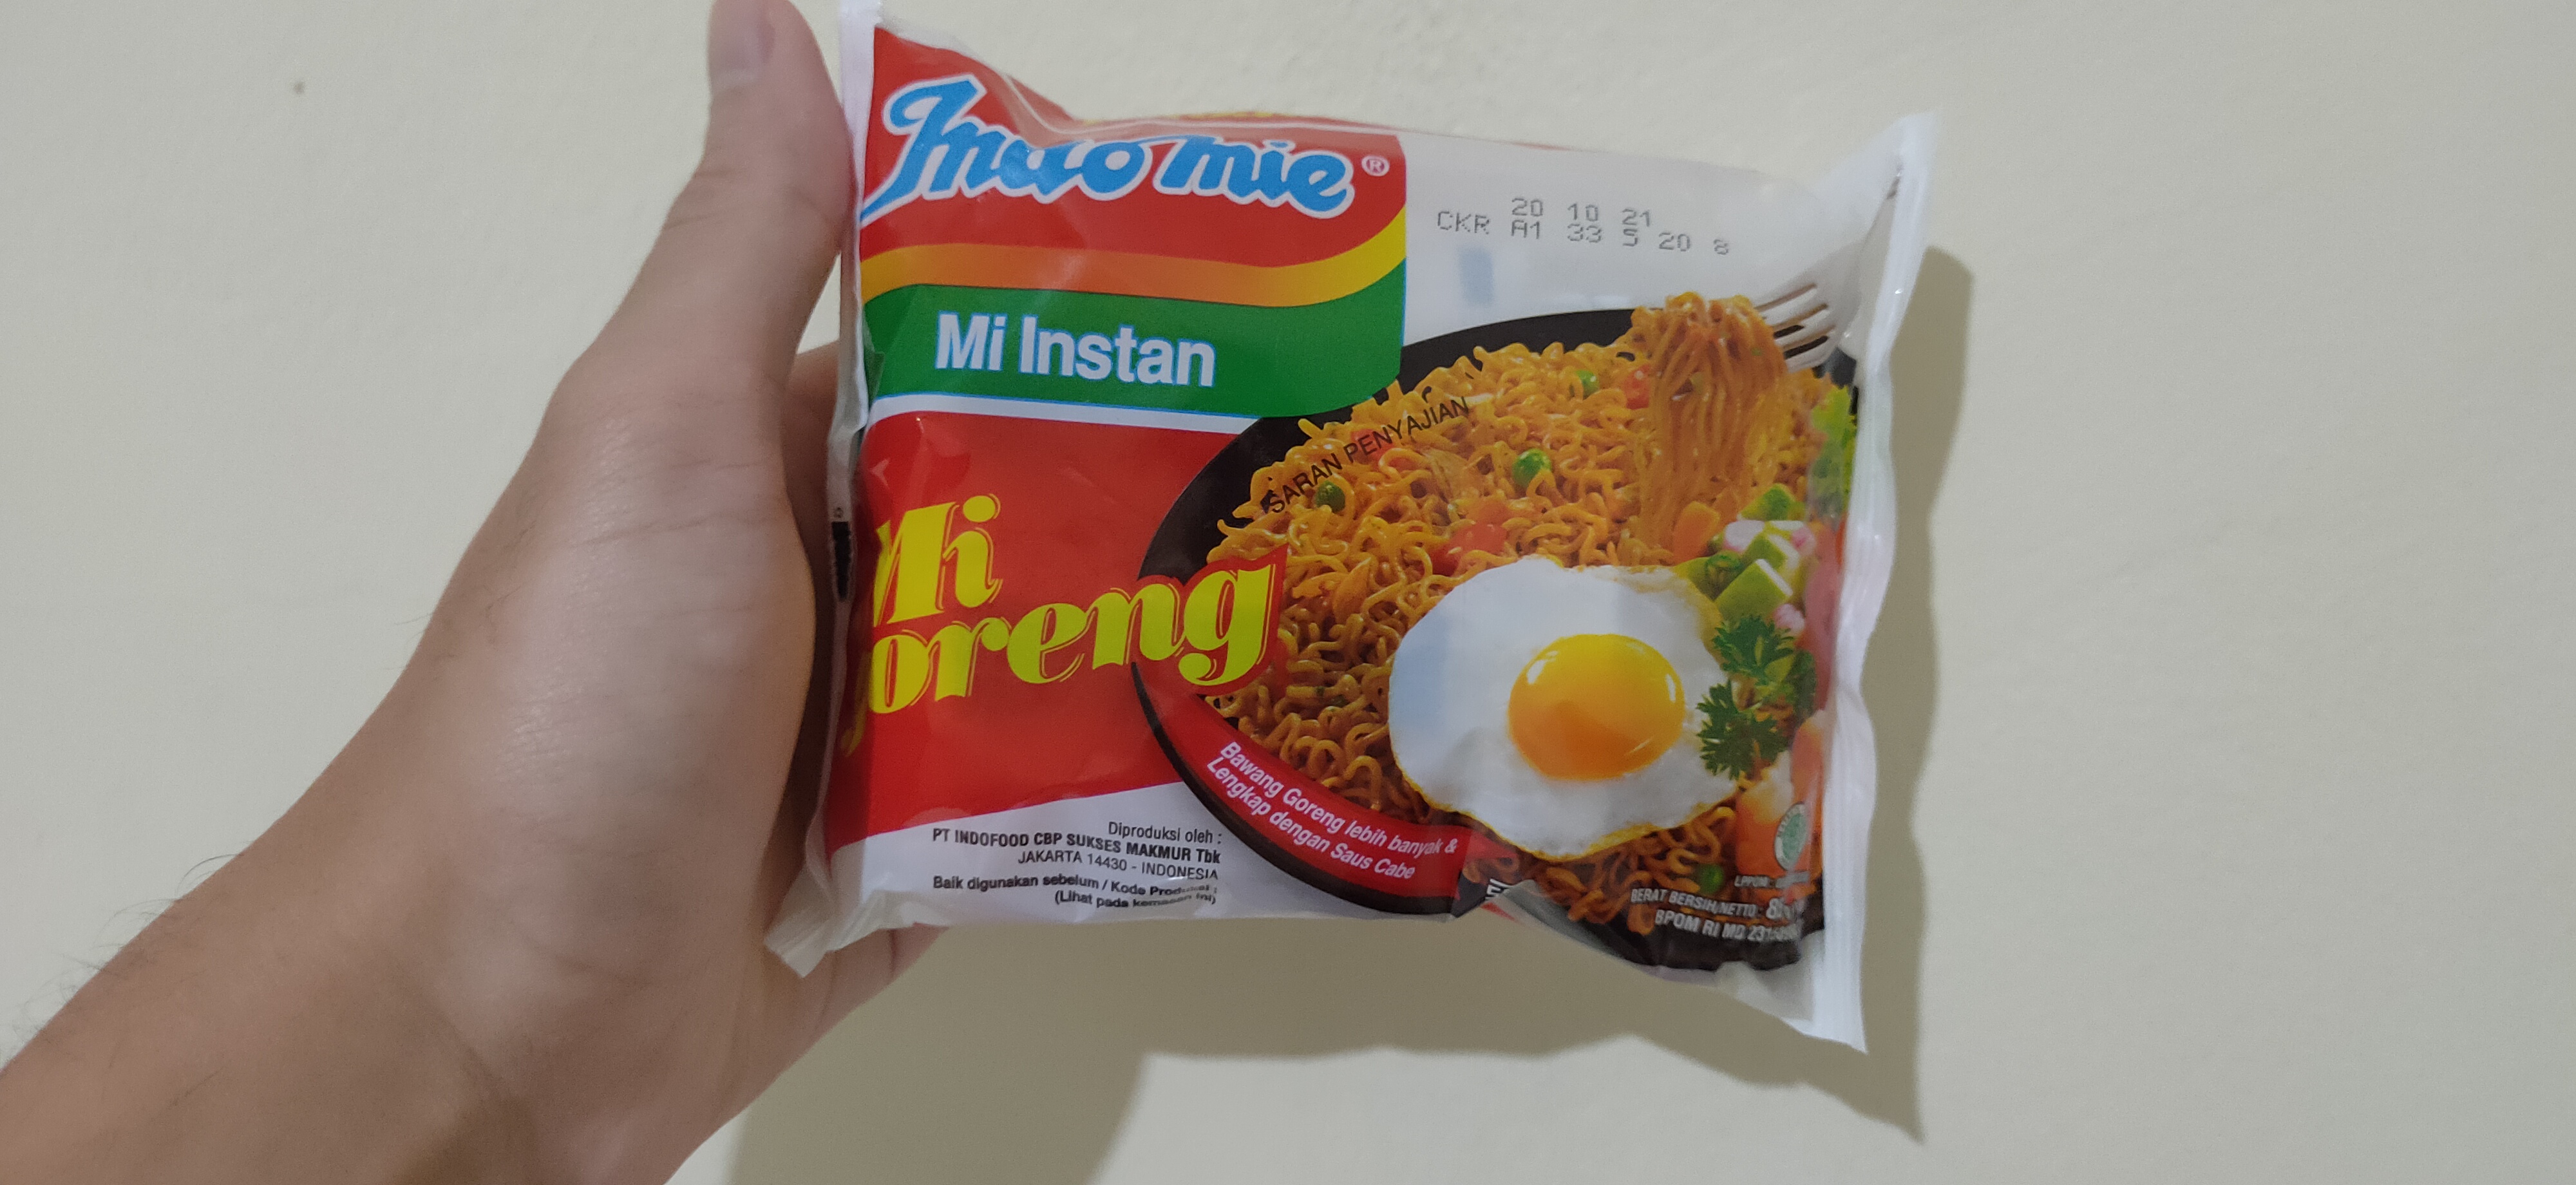 Indomie®
20 10 21
CKR A1 33 5 20 8
Mi Instan
SARAN PENYAJIAN
Mi
goreng
Bawang Goreng lebih banyak &
Lengkap dengan Saus Cabe
Diproduksi oleh :
PT INDOFOOD CBP SUKSES MAKMUR Tbk
JAKARTA 14430 - INDONESIA
Baik digunakan sebelum / Kode Produksi :
(Lihat pada kemasan ini)
LPPOM
BERAT BERSIH/NETTO :
BPOM RI MD